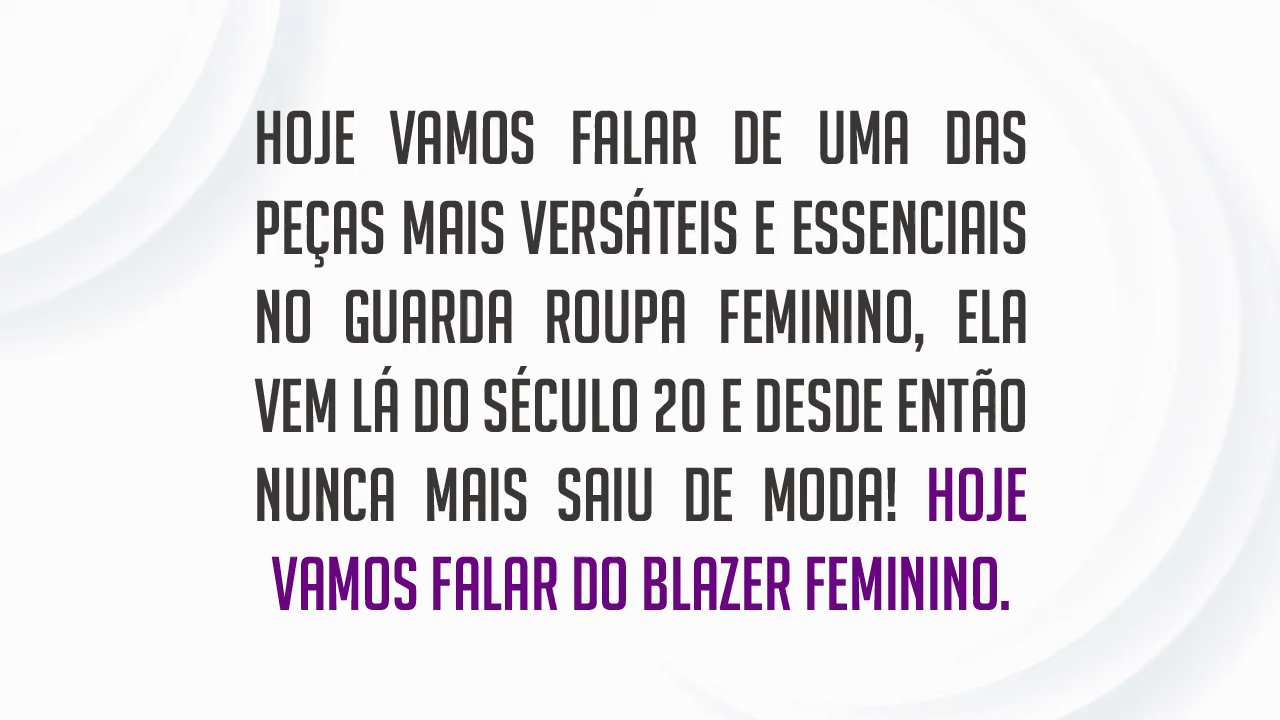 HOJE VAMOS FALAR DE UMA DAS
PEÇAS MAIS VERSÁTEIS E ESSENCIAIS
NO GUARDA ROUPA FEMININO, ELA
VEM LÁ DO SÉCULO 20 E DESDE ENTÃO
NUNCA MAIS SAIU DE MODA! HOJE
VAMOS FALAR DO BLAZER FEMININO.